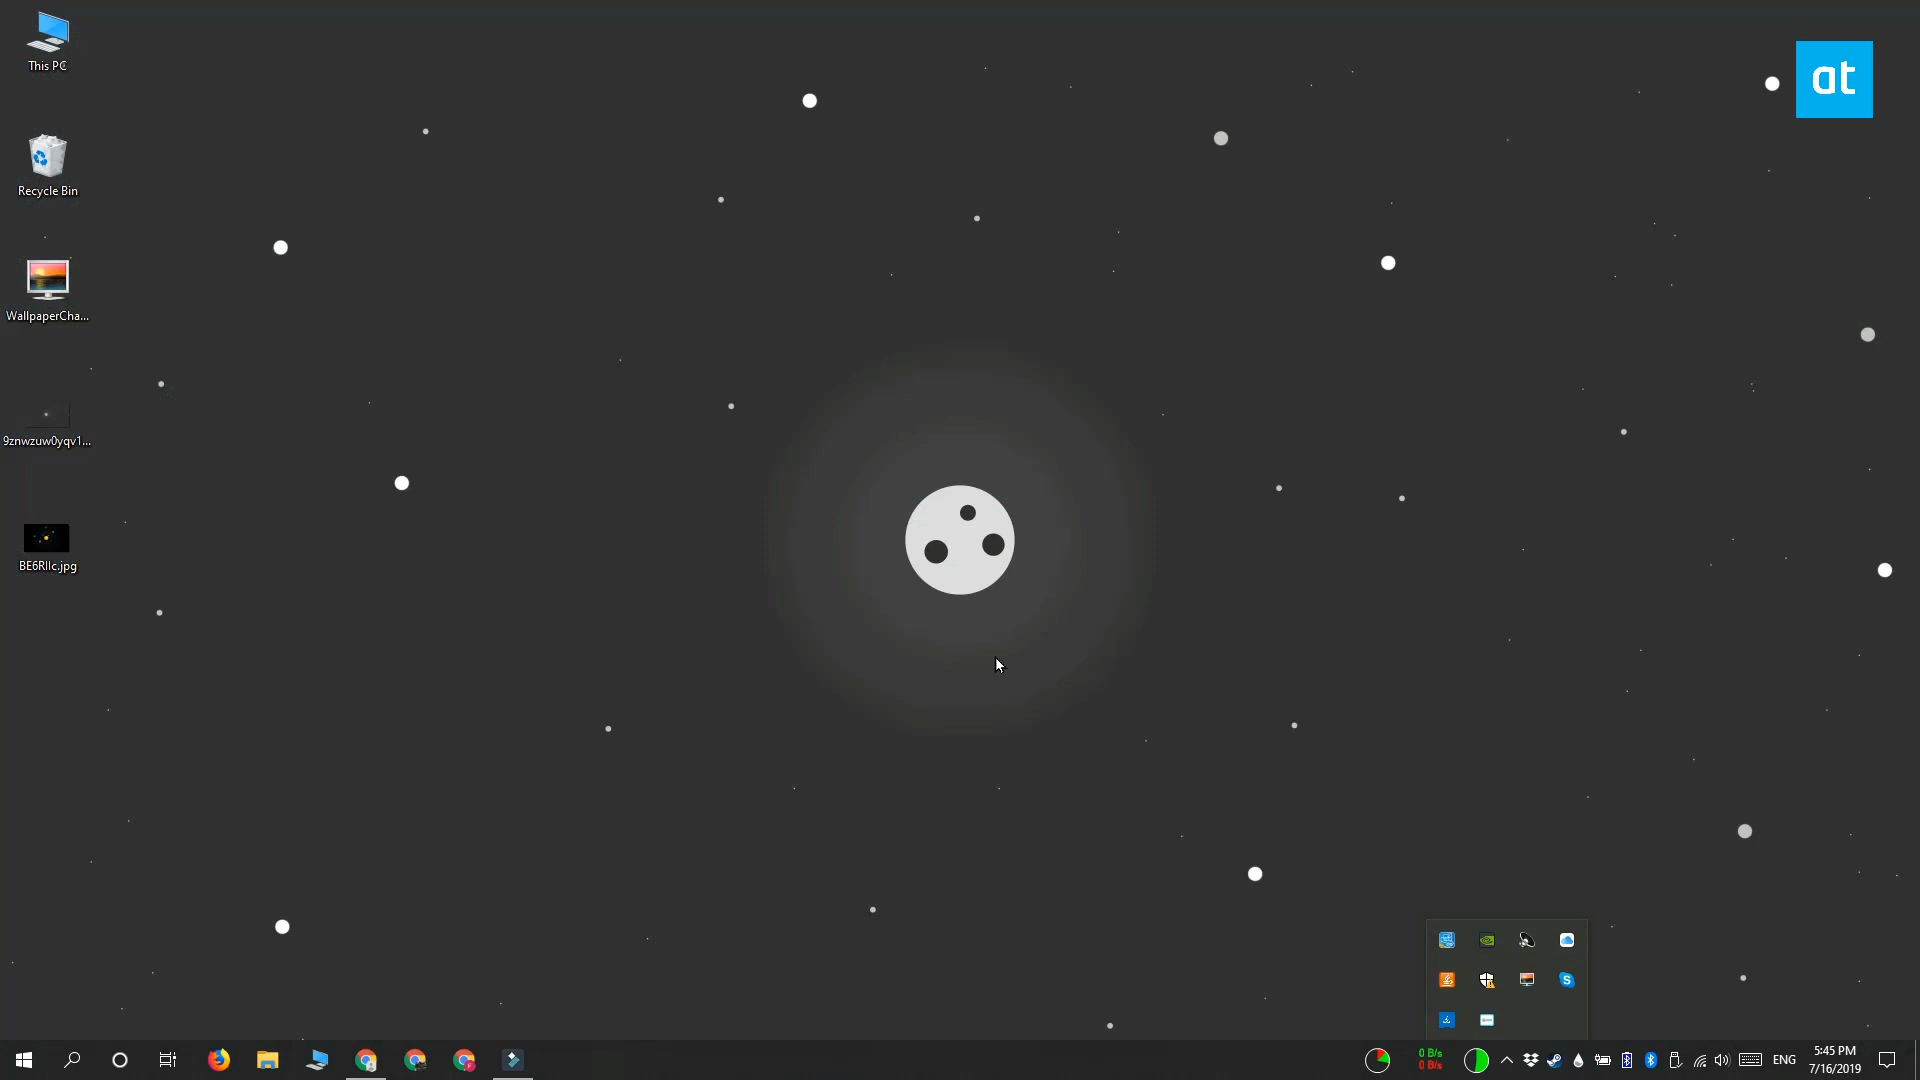 This PC
at
Recycle Bin
WallpaperCha...
9znwzuw0yqv1...
BE6RIlc.jpg
S
0 B/s
0 B/s
ENG
5:45 PM
7/16/2019